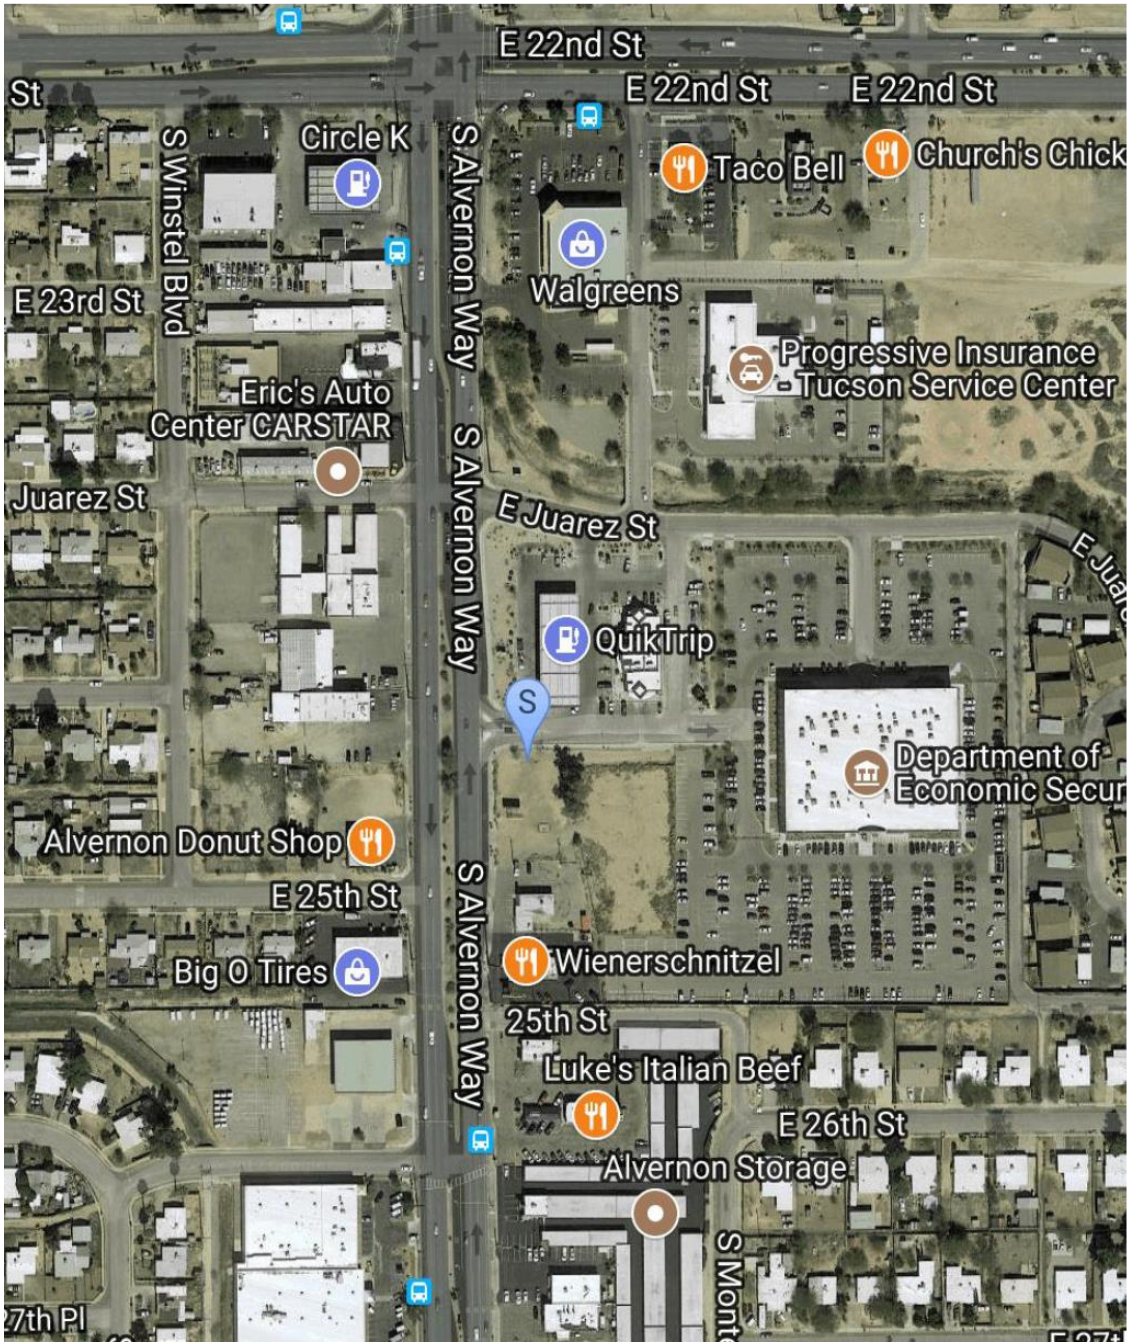 E 22nd St
St
E 22nd St
E 22nd St
Circle K
S Winstel Blvd
S Alvernon Way
Taco Bell
Church's Chick
Walgreens
E 23rd St
Progressive Insurance
- Tucson Service Center
Eric's Auto
Center CARSTAR
S Alvernon Way
Juarez St
E Juarez St
E Juare
QuikTrip
S
Department of
Economic Secur
Alvernon Donut Shop
E 25th St
S Alvernon Way
Big O Tires
Wienerschnitzel
25th St
Luke's Italian Beef
E 26th St
Alvernon Storage
S Mont
27th Pl